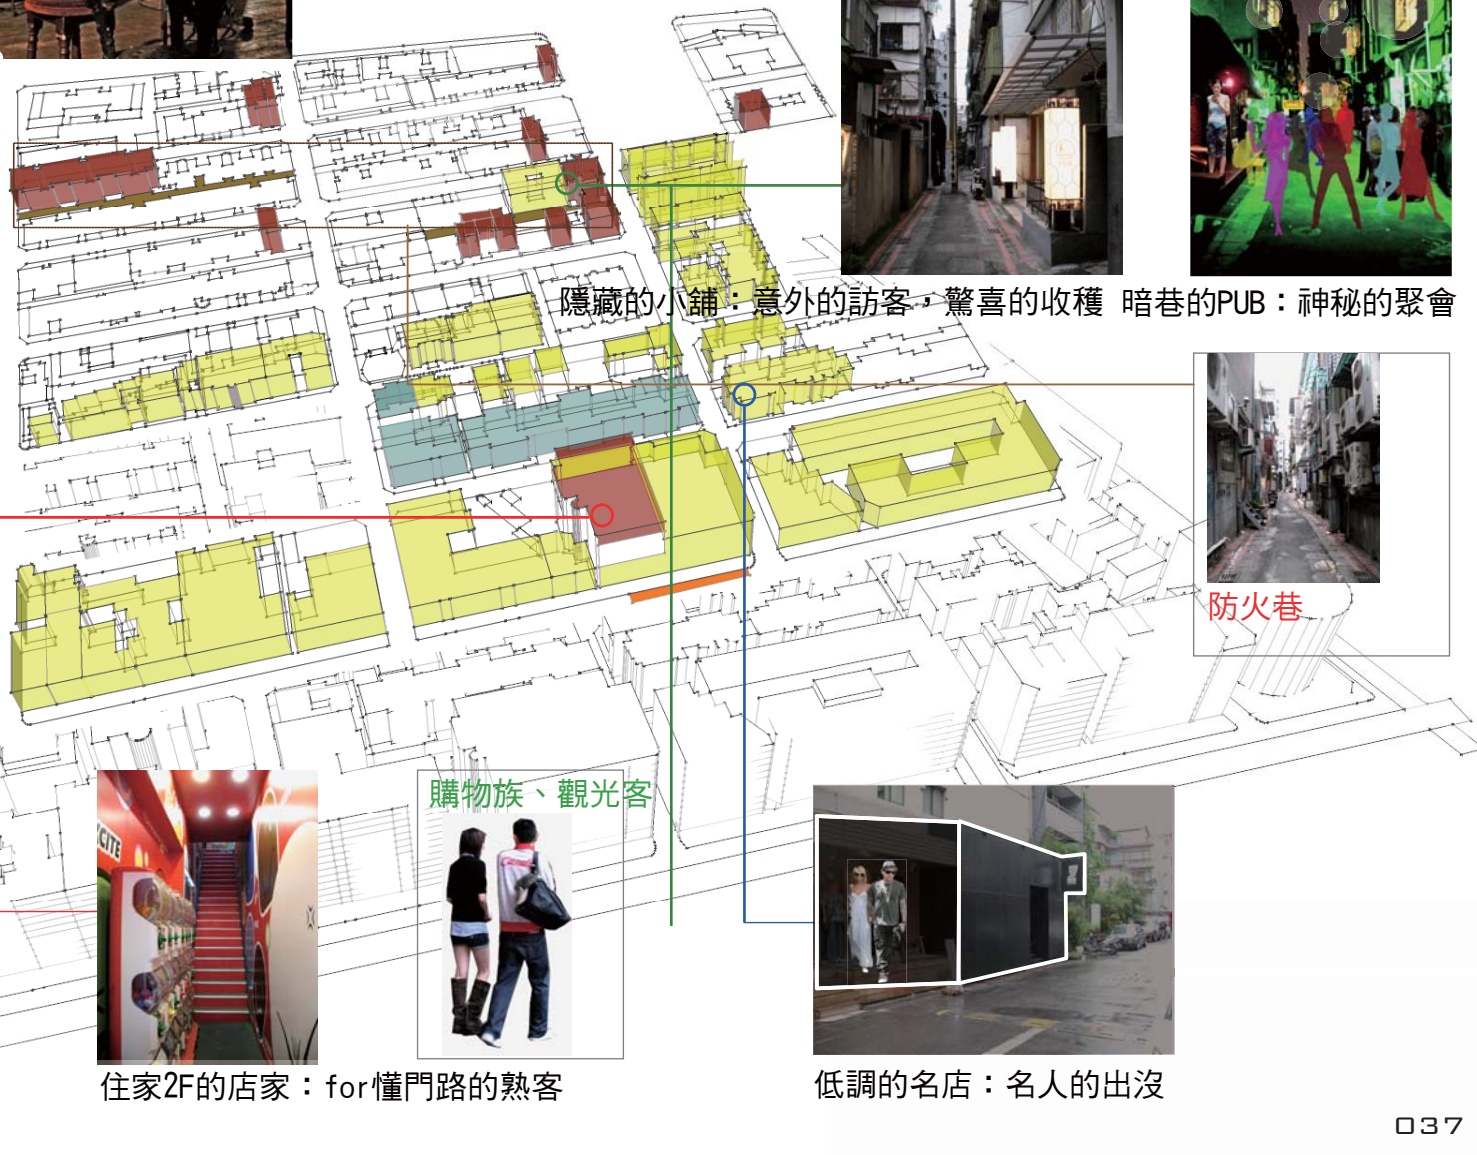 隱藏的小舖：意外的訪客，驚喜的收穫
暗巷的PUB：神秘的聚會
防火巷
購物族、觀光客
住家2F的店家：for懂門路的熟客
低調的名店：名人的出沒
037